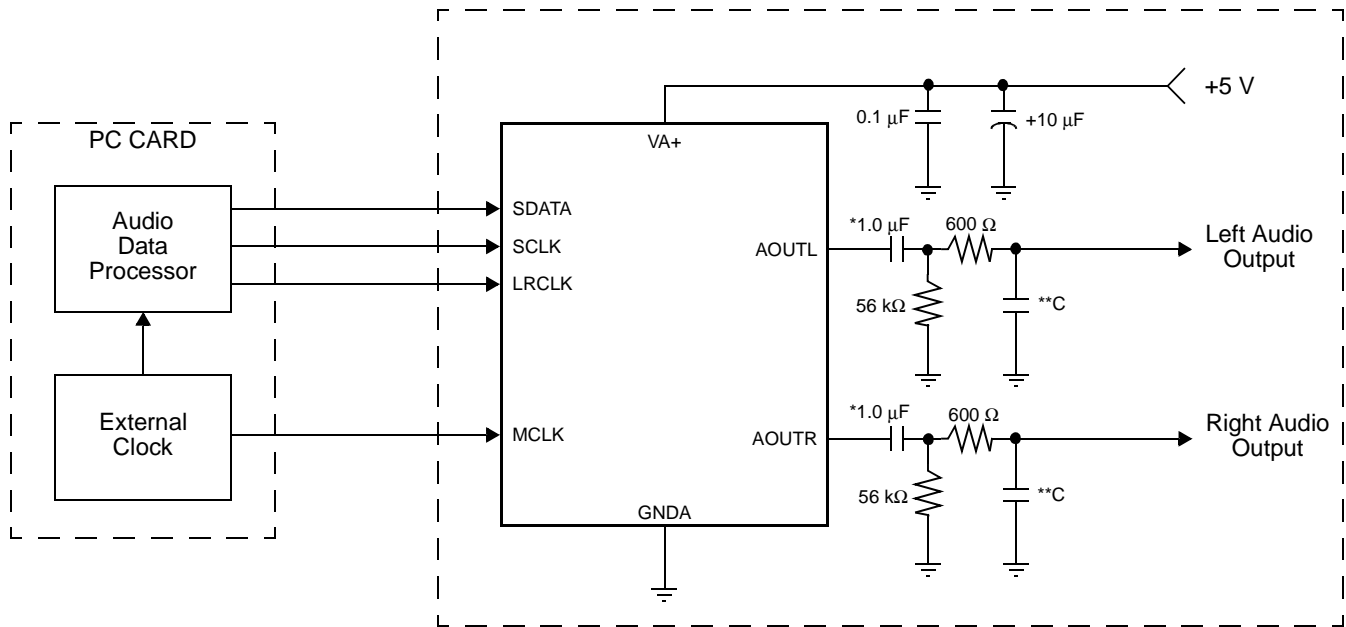 +5 V
0.1 μF
+10 μF
PC CARD
VA+
Audio
Data
Processor
SDATA
SCLK
LRCLK
AOUTL
*1.0 μF
600 Ω
Left Audio
Output
56 kΩ
**C
External
Clock
MCLK
AOUTR
*1.0 μF
600 Ω
Right Audio
Output
56 kΩ
**C
GNDA